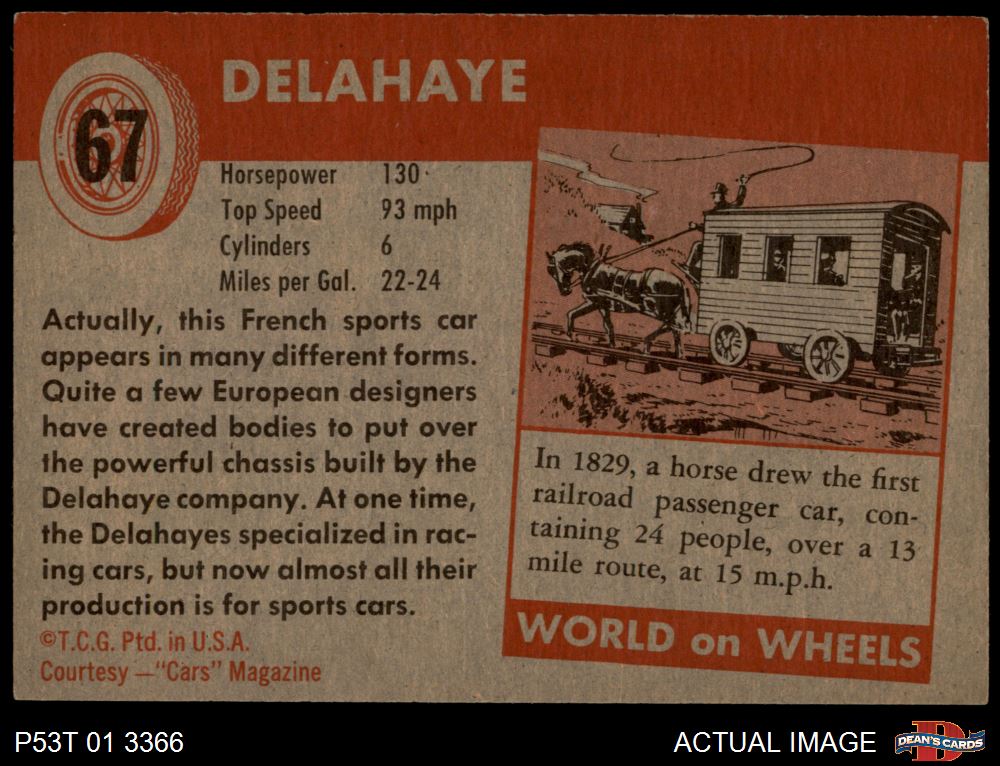 67
DELAHAYE
Horsepower 130
Top Speed 93 mph
Cylinders 6
Miles per Gal. 22-24
Actually, this French sports car
appears in many different forms.
Quite a few European designers
have created bodies to put over
the powerful chassis built by the
Delahaye company. At one time,
the Delahayes specialized in rac-
ing cars, but now almost all their
production is for sports cars.
©T.C.G. Ptd. in U.S.A.
Courtesy —"Cars" Magazine
In 1829, a horse drew the first
railroad passenger car, con-
taining 24 people, over a 13
mile route, at 15 m.p.h.
WORLD on WHEELS
P53T 01 3366
ACTUAL IMAGE
DEAN'S CARDS